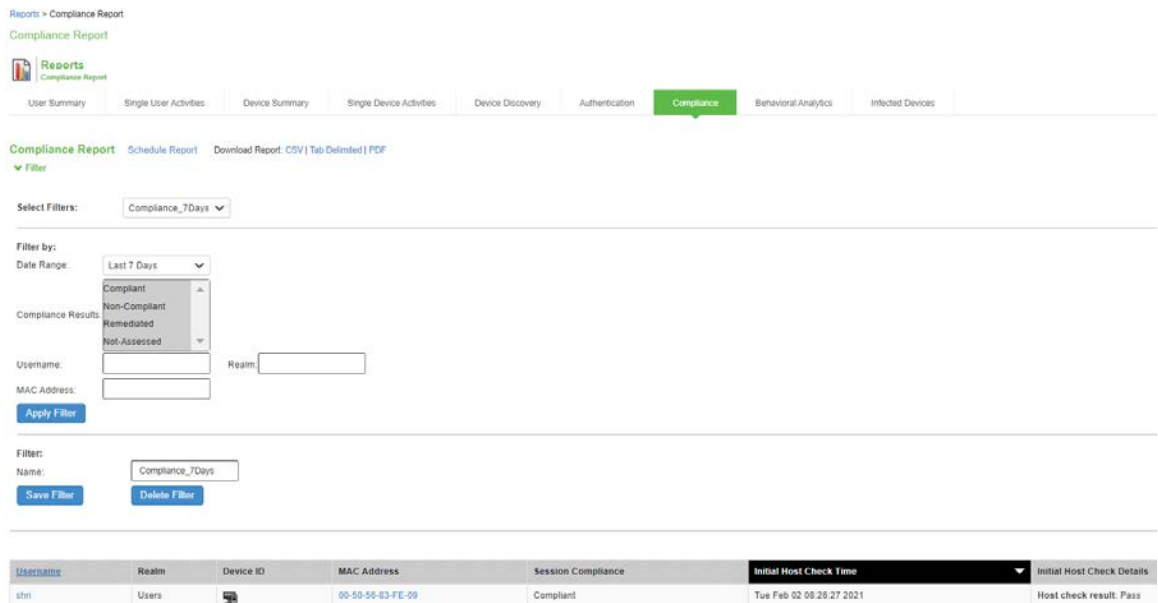 Reports > Compliance Report
Compliance Report
Reports
Compliance Report
User Summary Single User Activities Device Summary Single Device Activities Device Discovery Authentication Compliance Behavioral Analytics Infected Devices
Compliance Report Schedule Report Download Report: CSV | Tab Delimited | PDF
Filter
Select Filters: Compliance_7Days
Filter by:
Date Range: Last 7 Days
Compliant
Non-Compliant
Compliance Results:
Remediated
Not-Assessed
Username: Realm:
MAC Address:
Apply Filter
Filter:
Name: Compliance_7Days
Save Filter Delete Filter
Username Realm Device ID MAC Address Session Compliance Initial Host Check Time Initial Host Check Details
shri Users 00-50-56-83-FE-09 Compliant Tue Feb 02 08:26:27 2021 Host check result: Pass